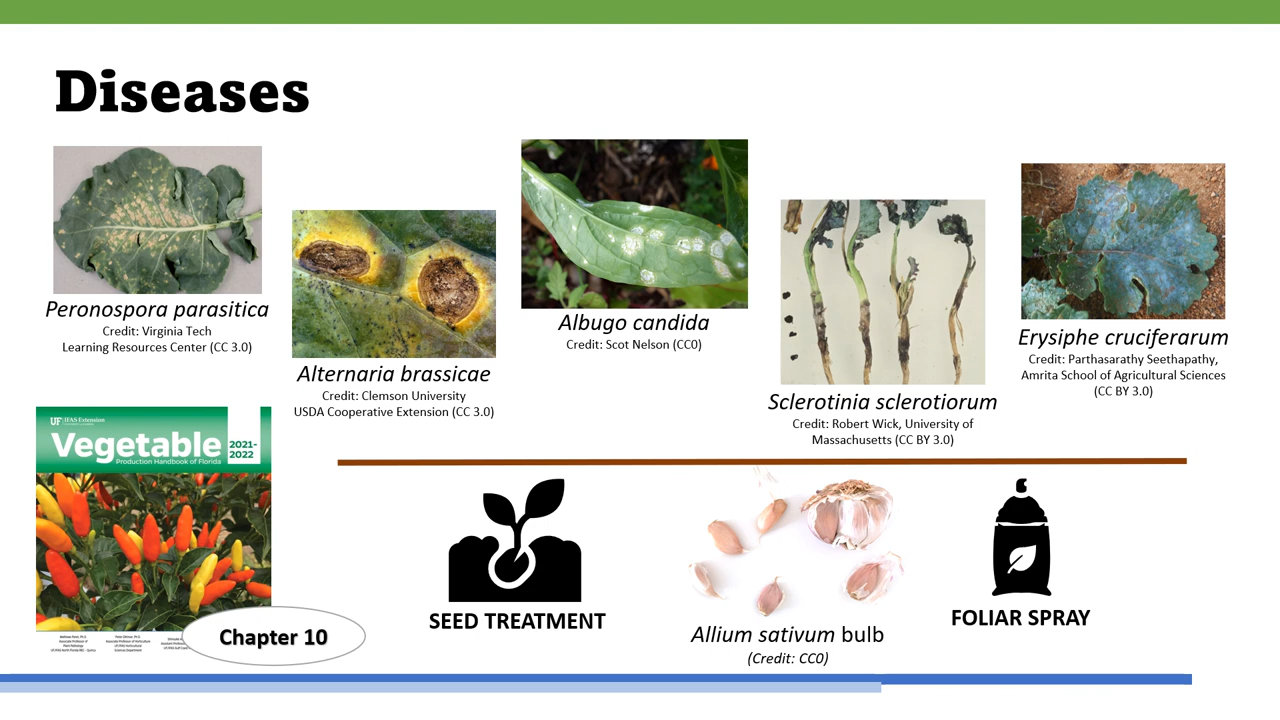 Diseases
Peronospora parasitica
Credit: Virginia Tech
Learning Resources Center (CC 3.0)
Alternaria brassicae
Credit: Clemson University
USDA Cooperative Extension (CC 3.0)
Albugo candida
Credit: Scot Nelson (CC0)
Sclerotinia sclerotiorum
Credit: Robert Wick, University of
Massachusetts (CC BY 3.0)
Erysiphe cruciferarum
Credit: Parthasarathy Seethapathy,
Amrita School of Agricultural Sciences
(CC BY 3.0)
UF IFAS Extension
Vegetable
2021-
2022
Production Handbook of Florida
Chapter 10
SEED TREATMENT
Allium sativum bulb
(Credit: CC0)
FOLIAR SPRAY